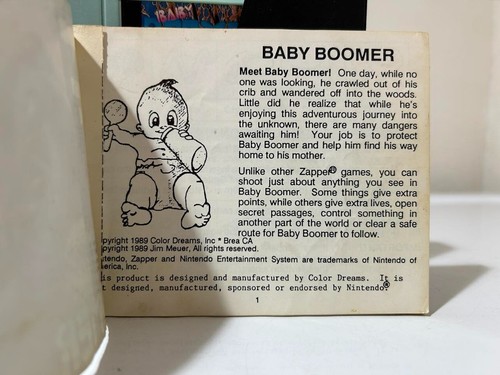 BABY
BABY BOOMER
Meet Baby Boomer! One day, while no
one was looking, he crawled out of his
crib and wandered off into the woods.
Little did he realize that while he's
enjoying this adventurous journey into
the unknown, there are many dangers
awaiting him! Your job is to protect
Baby Boomer and help him find his way
home to his mother.
Unlike other Zapper® games, you can
shoot just about anything you see in
Baby Boomer. Some things give extra
points, while others give extra lives, open
secret passages, control something in
another part of the world or clear a safe
route for Baby Boomer to follow.
pyright 1989 Color Dreams, Inc * Brea CA
pyright 1989 Jim Meuer, All rights reserved.
ntendo, Zapper and Nintendo Entertainment System are trademarks of Nintendo of
erica, inc.
is product is designed and manufactured by Color Dreams. It is
t designed, manufactured, sponsored or endorsed by Nintendo.®
1